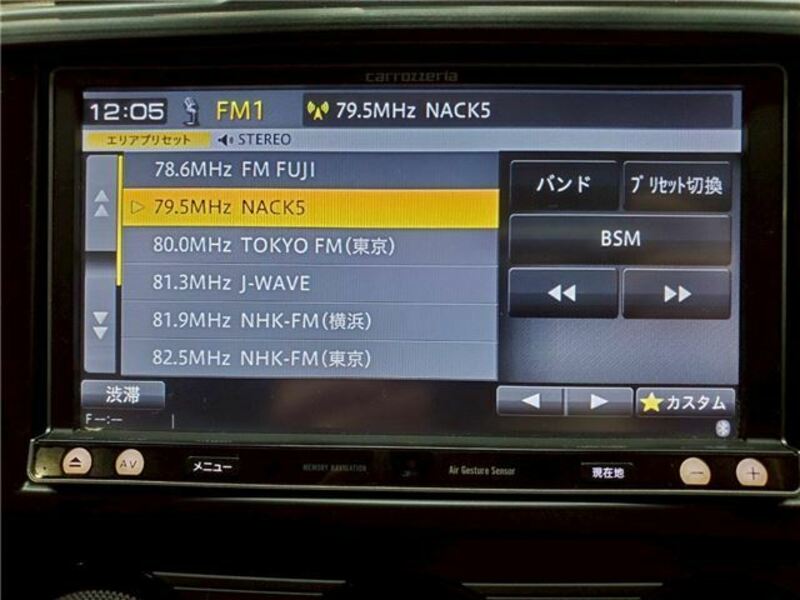 carrozzeria
12:05 FM1 79.5MHz NACK5
エリアプリセット STEREO
78.6MHz FM FUJI
79.5MHz NACK5
80.0MHz TOKYO FM(東京)
81.3MHz J-WAVE
81.9MHz NHK-FM(横浜)
82.5MHz NHK-FM(東京)
バンド プリセット切換
BSM
渋滞
カスタム
F--:--
AV メニュー MEMORY NAVIGATION Air Gesture Sensor 現在地 - +